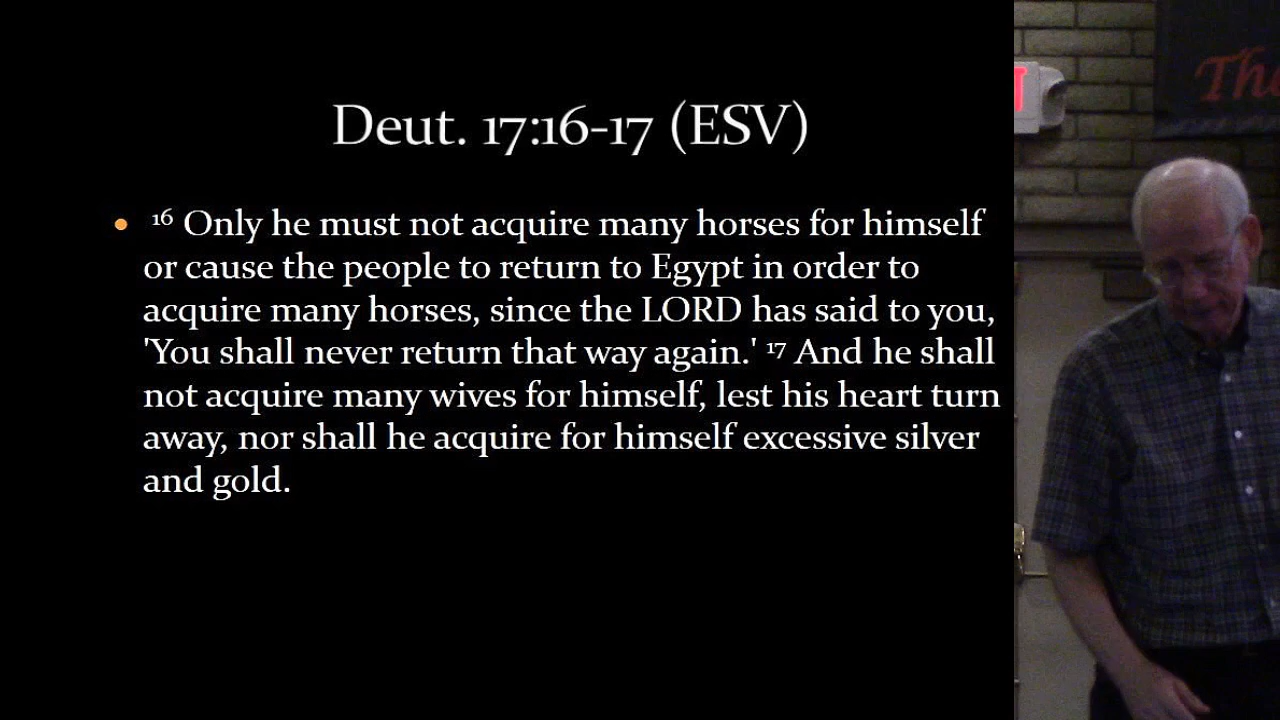 Deut. 17:16-17 (ESV)
• ¹⁶ Only he must not acquire many horses for himself
or cause the people to return to Egypt in order to
acquire many horses, since the LORD has said to you,
'You shall never return that way again.' ¹⁷ And he shall
not acquire many wives for himself, lest his heart turn
away, nor shall he acquire for himself excessive silver
and gold.